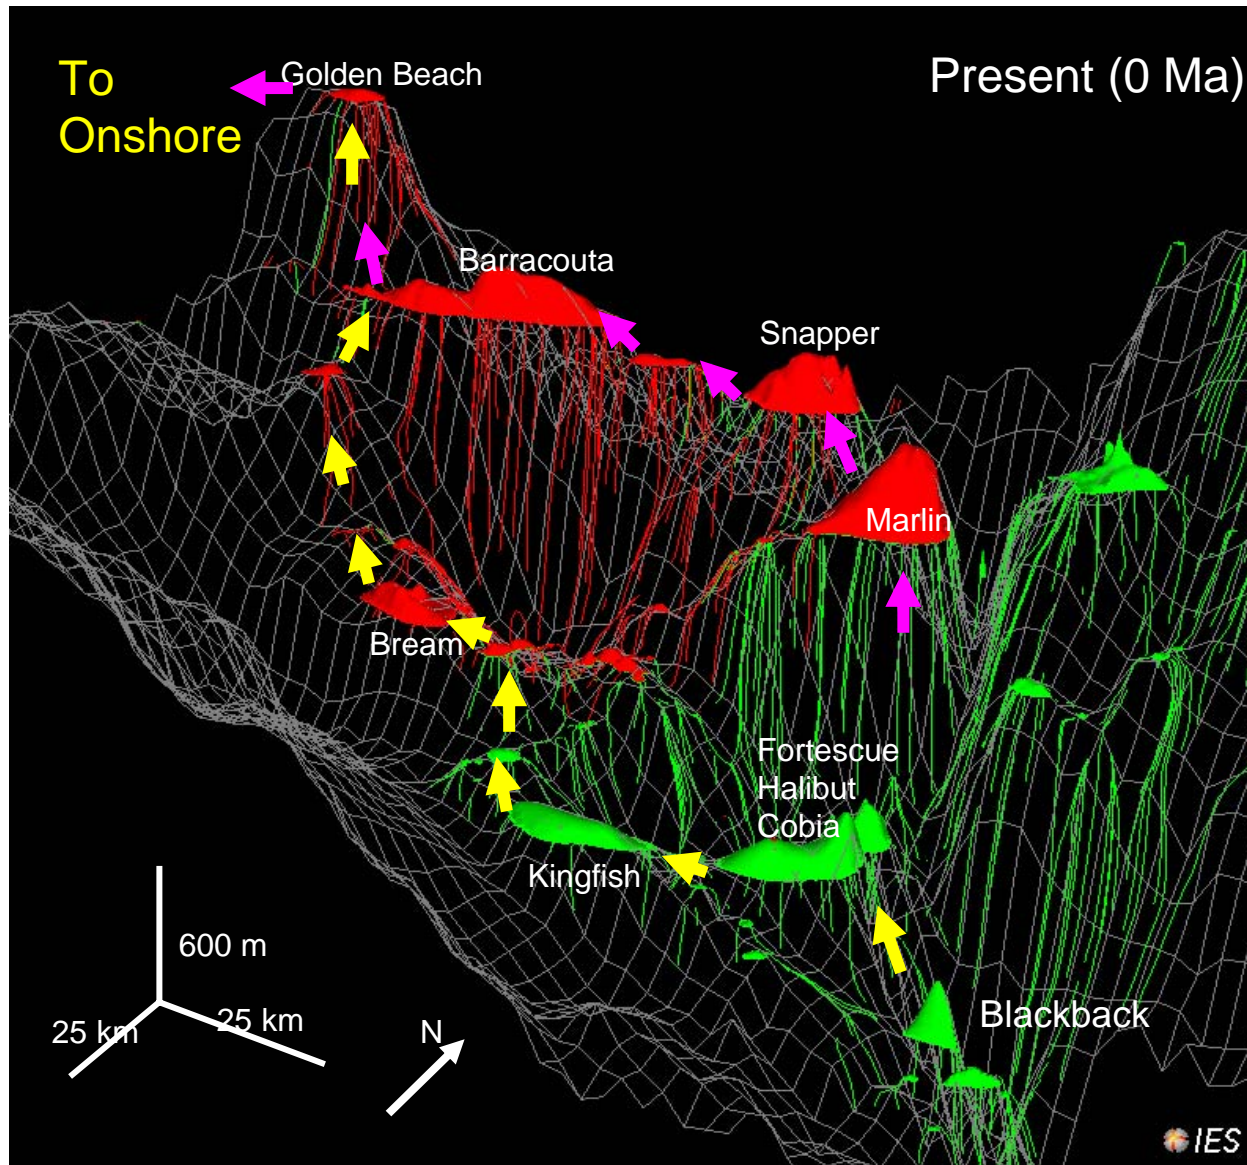 To
Onshore
Golden Beach
Present (0 Ma)
Barracouta
Snapper
Marlin
Bream
Fortescue
Halibut
Cobia
Kingfish
Blackback
600 m
25 km
25 km
N
IES